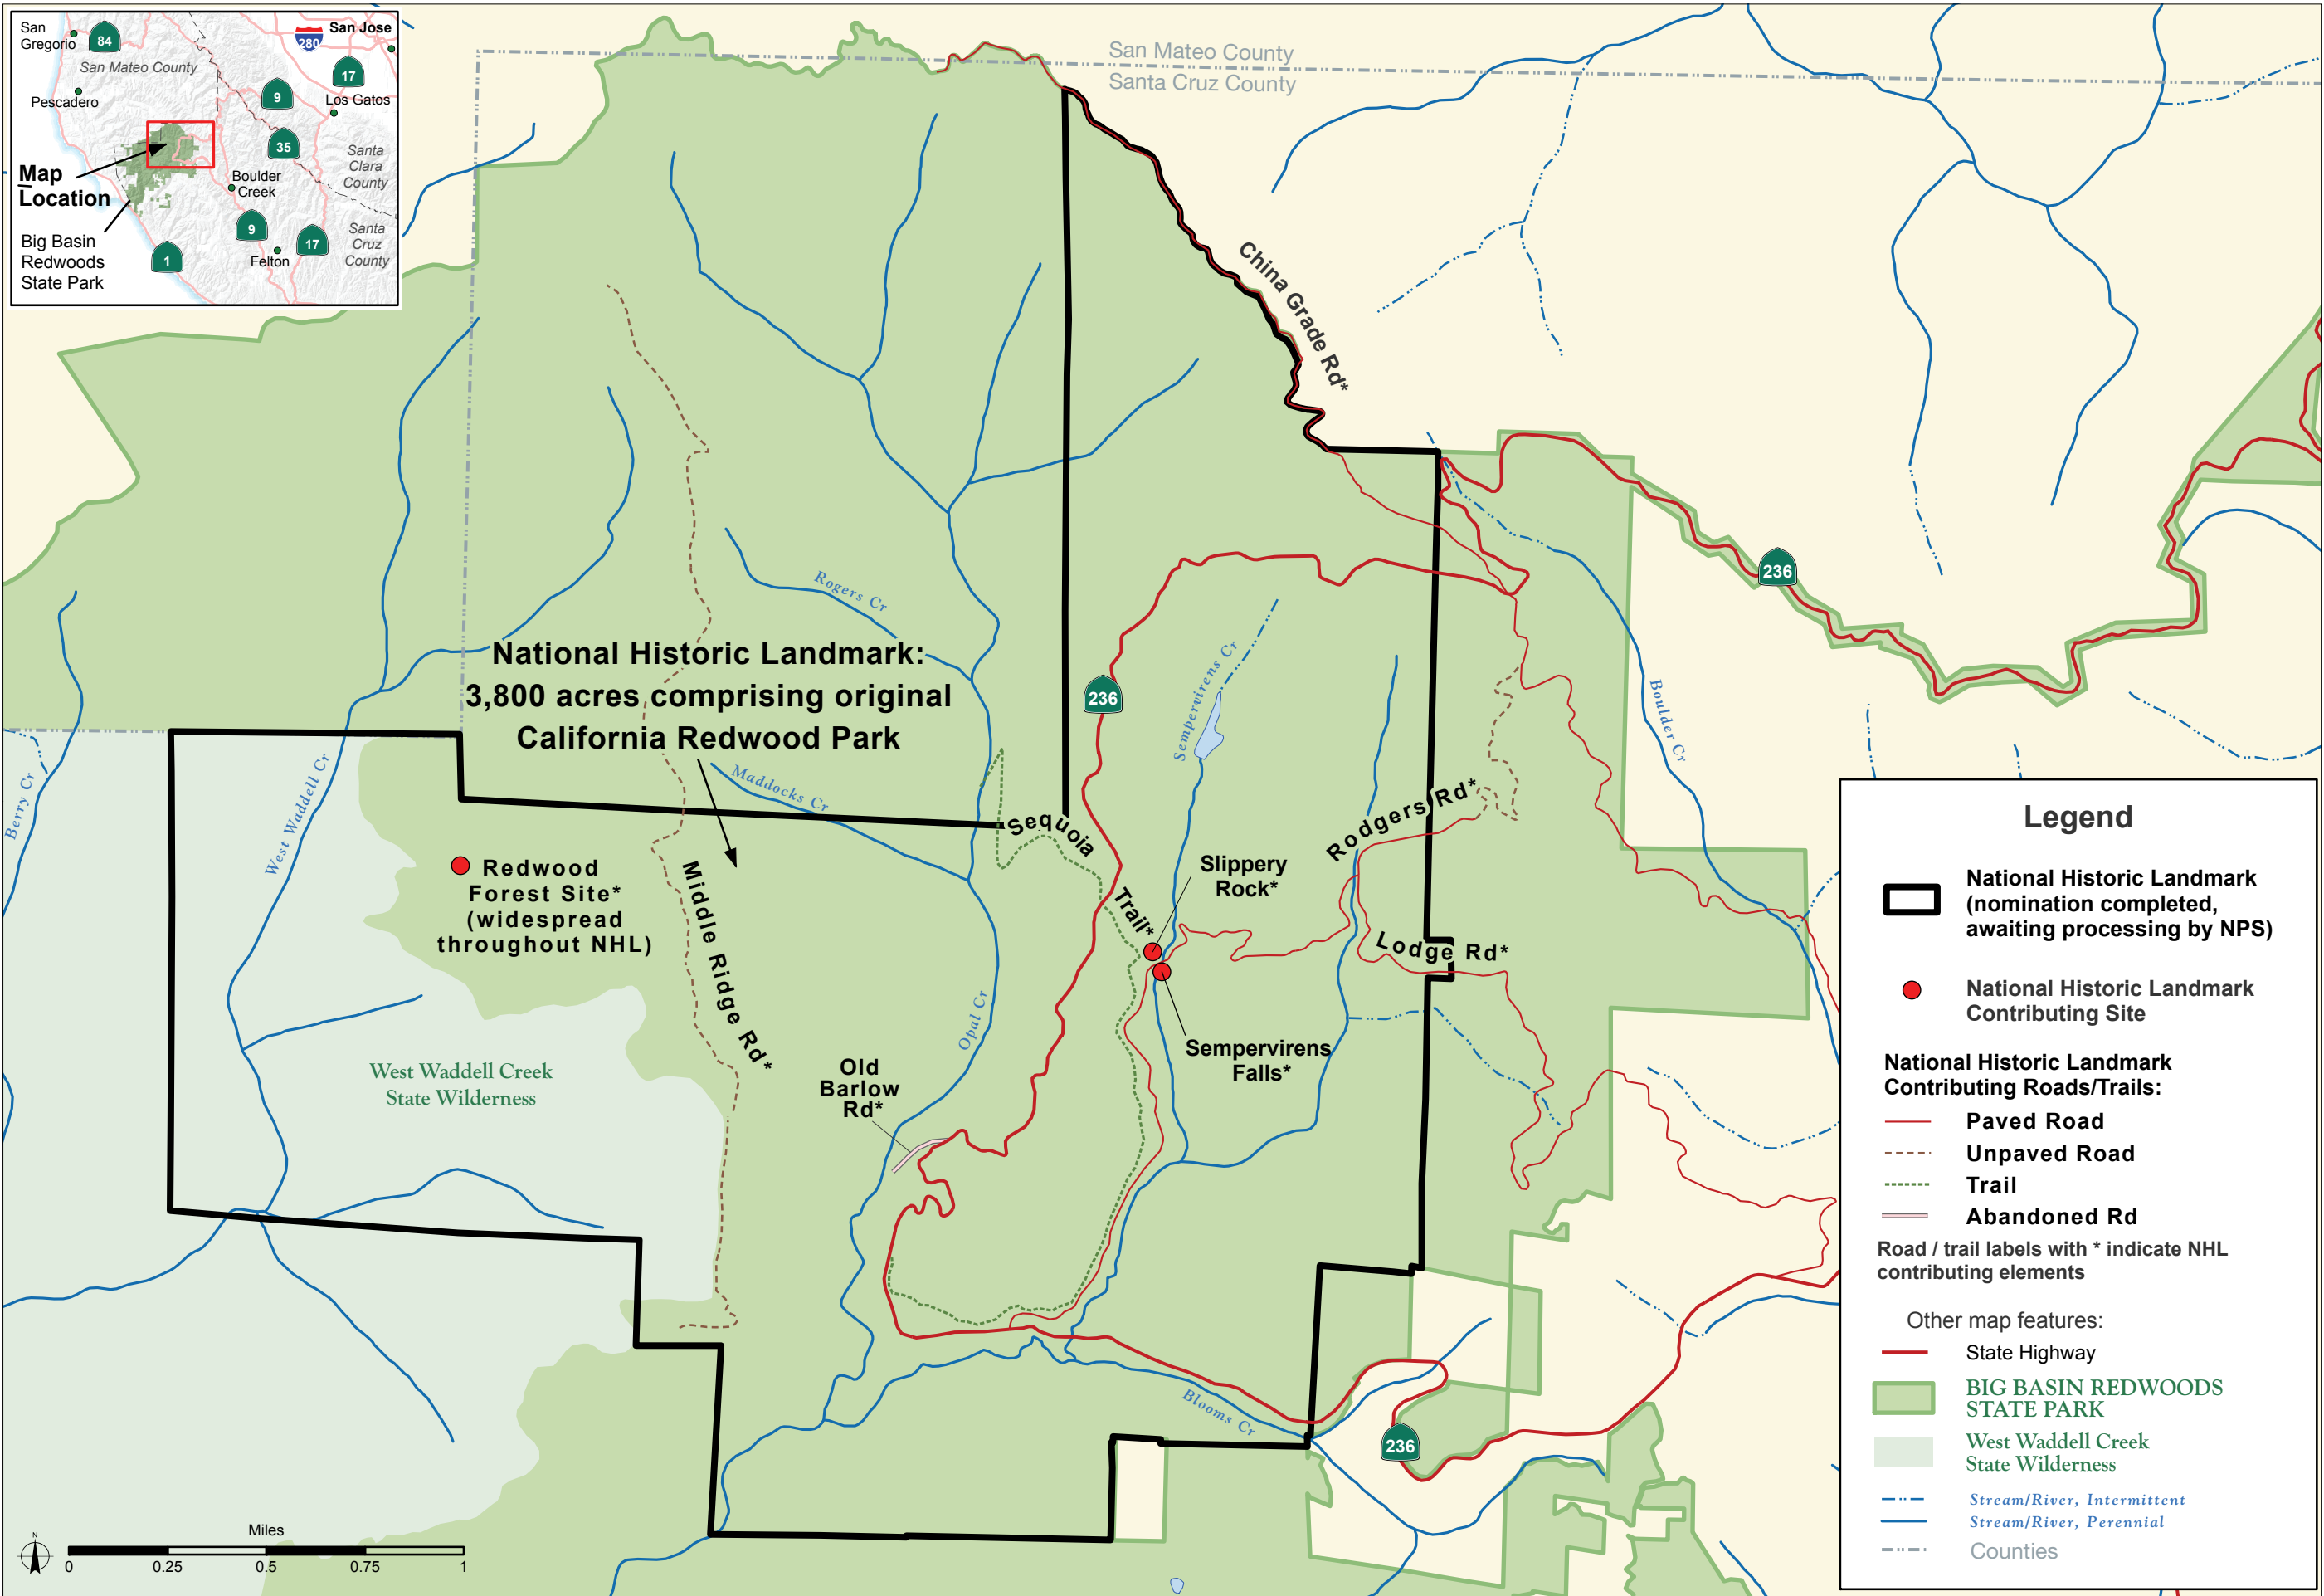 San
Gregorio
84
280
San Jose
San Mateo County
17
Pescadero
9
Los Gatos
35
Santa
Clara
County
Map
Location
Boulder
Creek
Big Basin
Redwoods
State Park
9
17
Santa
Cruz
County
Felton
1
San Mateo County
Santa Cruz County
China Grade Rd*
236
Rogers Cr
National Historic Landmark:
3,800 acres comprising original
California Redwood Park
236
Sempervirens Cr
Boulder Cr
Berry Cr
West Waddell Cr
Maddocks Cr
Sequoia
Trail*
Rodgers Rd*
Slippery
Rock*
Redwood
Forest Site*
(widespread
throughout NHL)
Middle Ridge Rd*
Lodge Rd*
Opal Cr
Sempervirens
Falls*
West Waddell Creek
State Wilderness
Old
Barlow
Rd*
Blooms Cr
236
N
Miles
0
0.25
0.5
0.75
1
Legend
National Historic Landmark
(nomination completed,
awaiting processing by NPS)
National Historic Landmark
Contributing Site
National Historic Landmark
Contributing Roads/Trails:
Paved Road
Unpaved Road
Trail
Abandoned Rd
Road / trail labels with * indicate NHL
contributing elements
Other map features:
State Highway
BIG BASIN REDWOODS
STATE PARK
West Waddell Creek
State Wilderness
Stream/River, Intermittent
Stream/River, Perennial
Counties